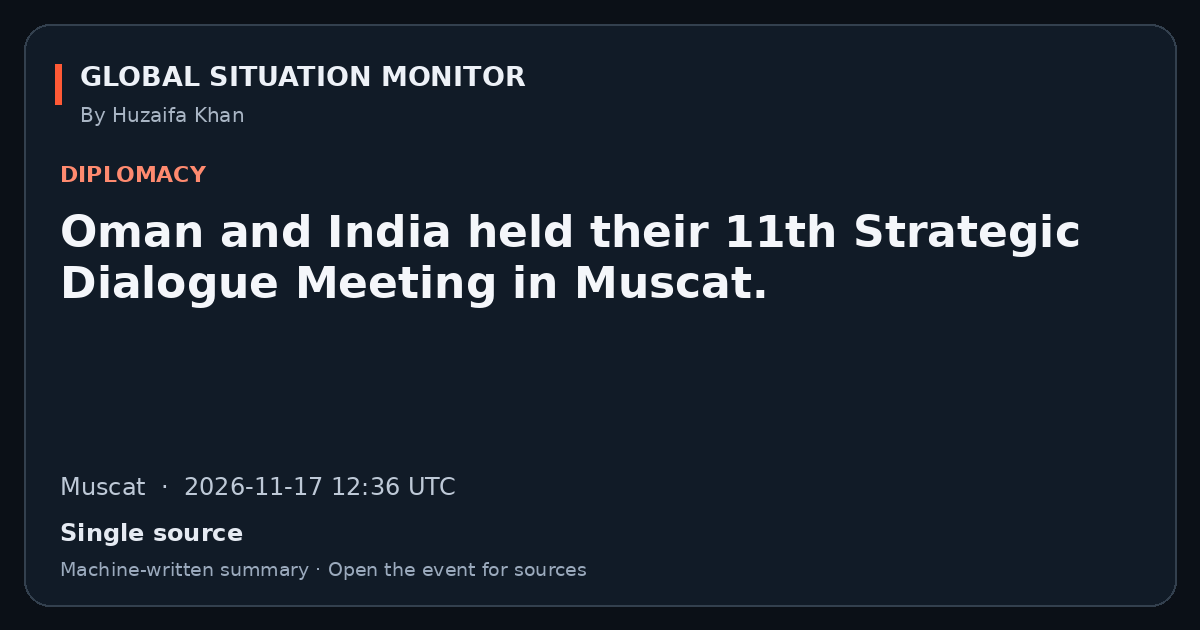 GLOBAL SITUATION MONITOR
By Huzaifa Khan
DIPLOMACY
Oman and India held their 11th Strategic
Dialogue Meeting in Muscat.
Muscat · 2026-11-17 12:36 UTC
Single source
Machine-written summary · Open the event for sources